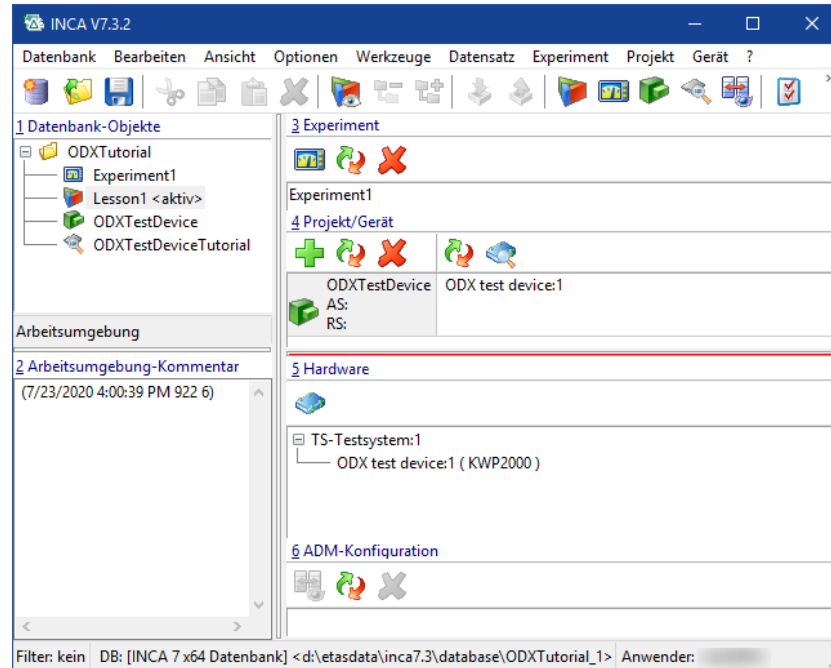 INCA V7.3.2
Datenbank Bearbeiten Ansicht Optionen Werkzeuge Datensatz Experiment Projekt Gerät ?
1 Datenbank-Objekte
ODXTutorial
Experiment1
Lesson1 <aktiv>
ODXTestDevice
ODXTestDeviceTutorial
Arbeitsumgebung
2 Arbeitsumgebung-Kommentar
(7/23/2020 4:00:39 PM 922 6)
3 Experiment
Experiment1
4 Projekt/Gerät
ODXTestDevice ODX test device:1
AS:
RS:
5 Hardware
TS-Testsystem:1
ODX test device:1 ( KWP2000 )
6 ADM-Konfiguration
Filter: kein DB: [INCA 7 x64 Datenbank] <d:\etasdata\inca7.3\database\ODXTutorial_1> Anwender: